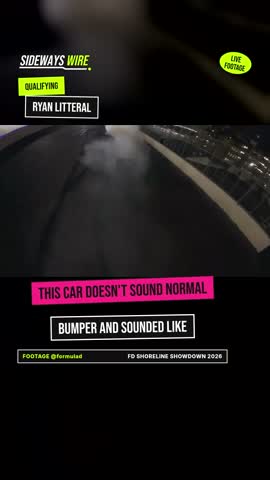 SIDEWAYS WIRE.
LIVE FOOTAGE
QUALIFYING
RYAN LITTERAL
THIS CAR DOESN'T SOUND NORMAL
BUMPER AND SOUNDED LIKE
FOOTAGE @formulad FD SHORELINE SHOWDOWN 2026